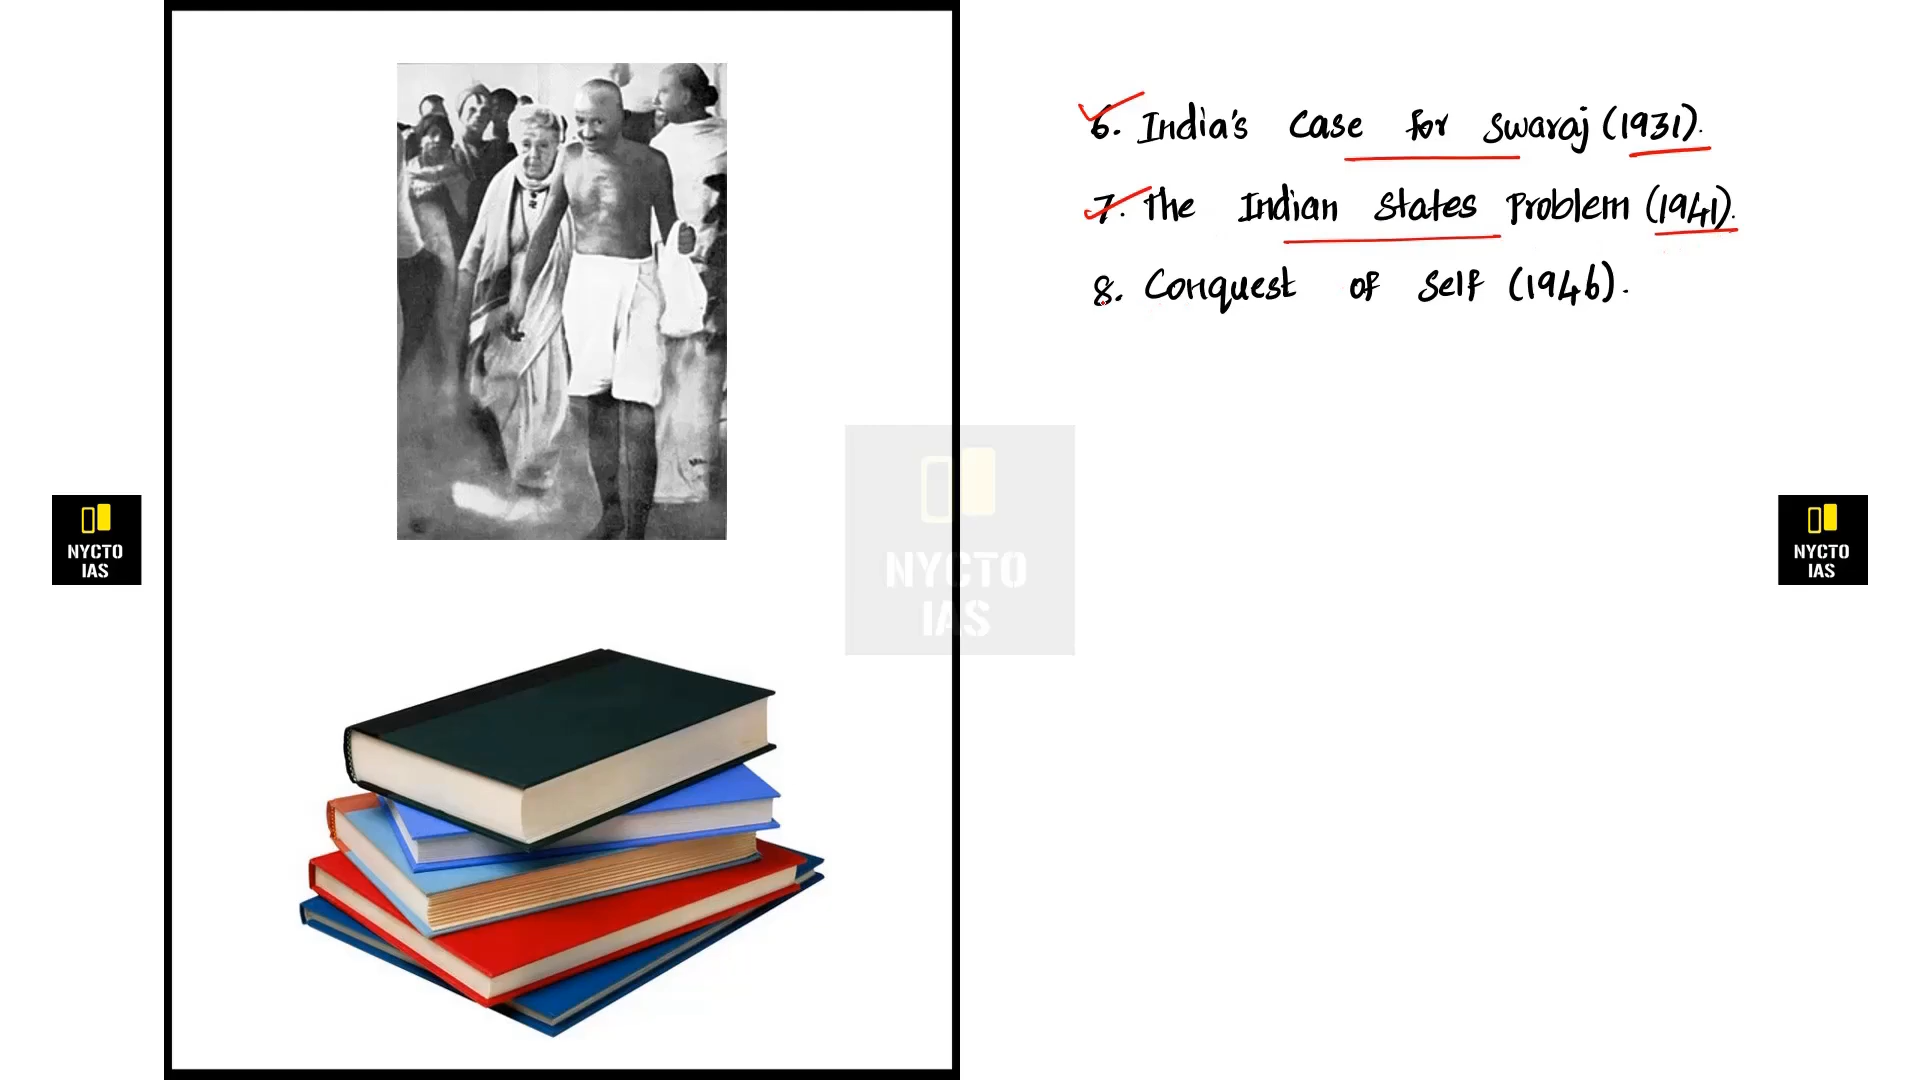 6. India's Case for Swaraj (1931).
7. The Indian States Problem (1941).
8. Conquest of Self (1946).
NYCTO
IAS
NYCTO
IAS
NYCTO
IAS